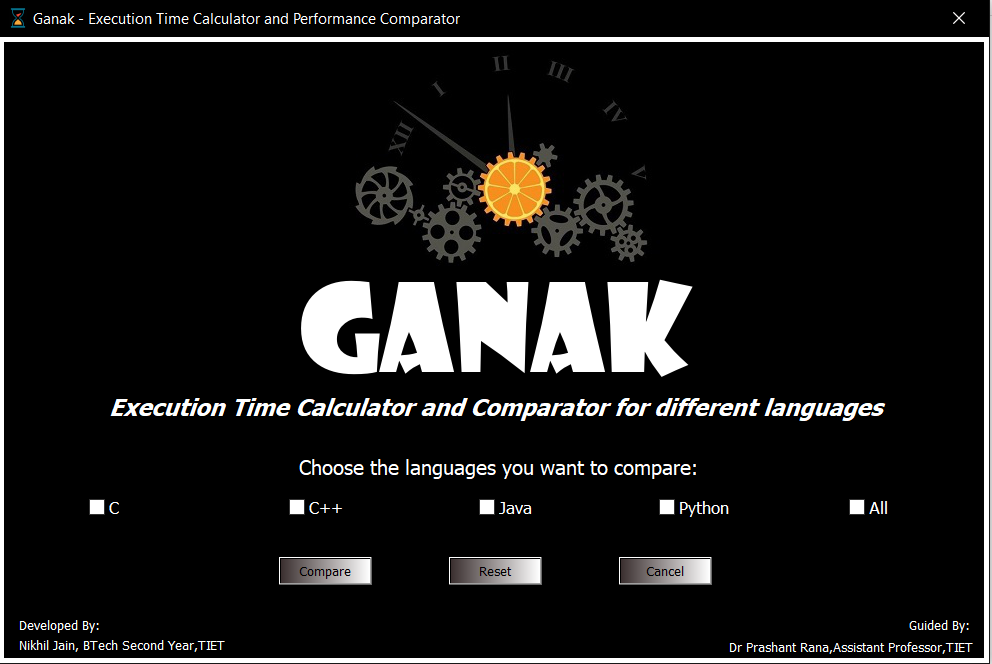 Ganak - Execution Time Calculator and Performance Comparator
XII I II III IV V
GANAK
Execution Time Calculator and Comparator for different languages
Choose the languages you want to compare:
C C++ Java Python All
Compare Reset Cancel
Developed By: Guided By:
Nikhil Jain, BTech Second Year,TIET Dr Prashant Rana,Assistant Professor,TIET